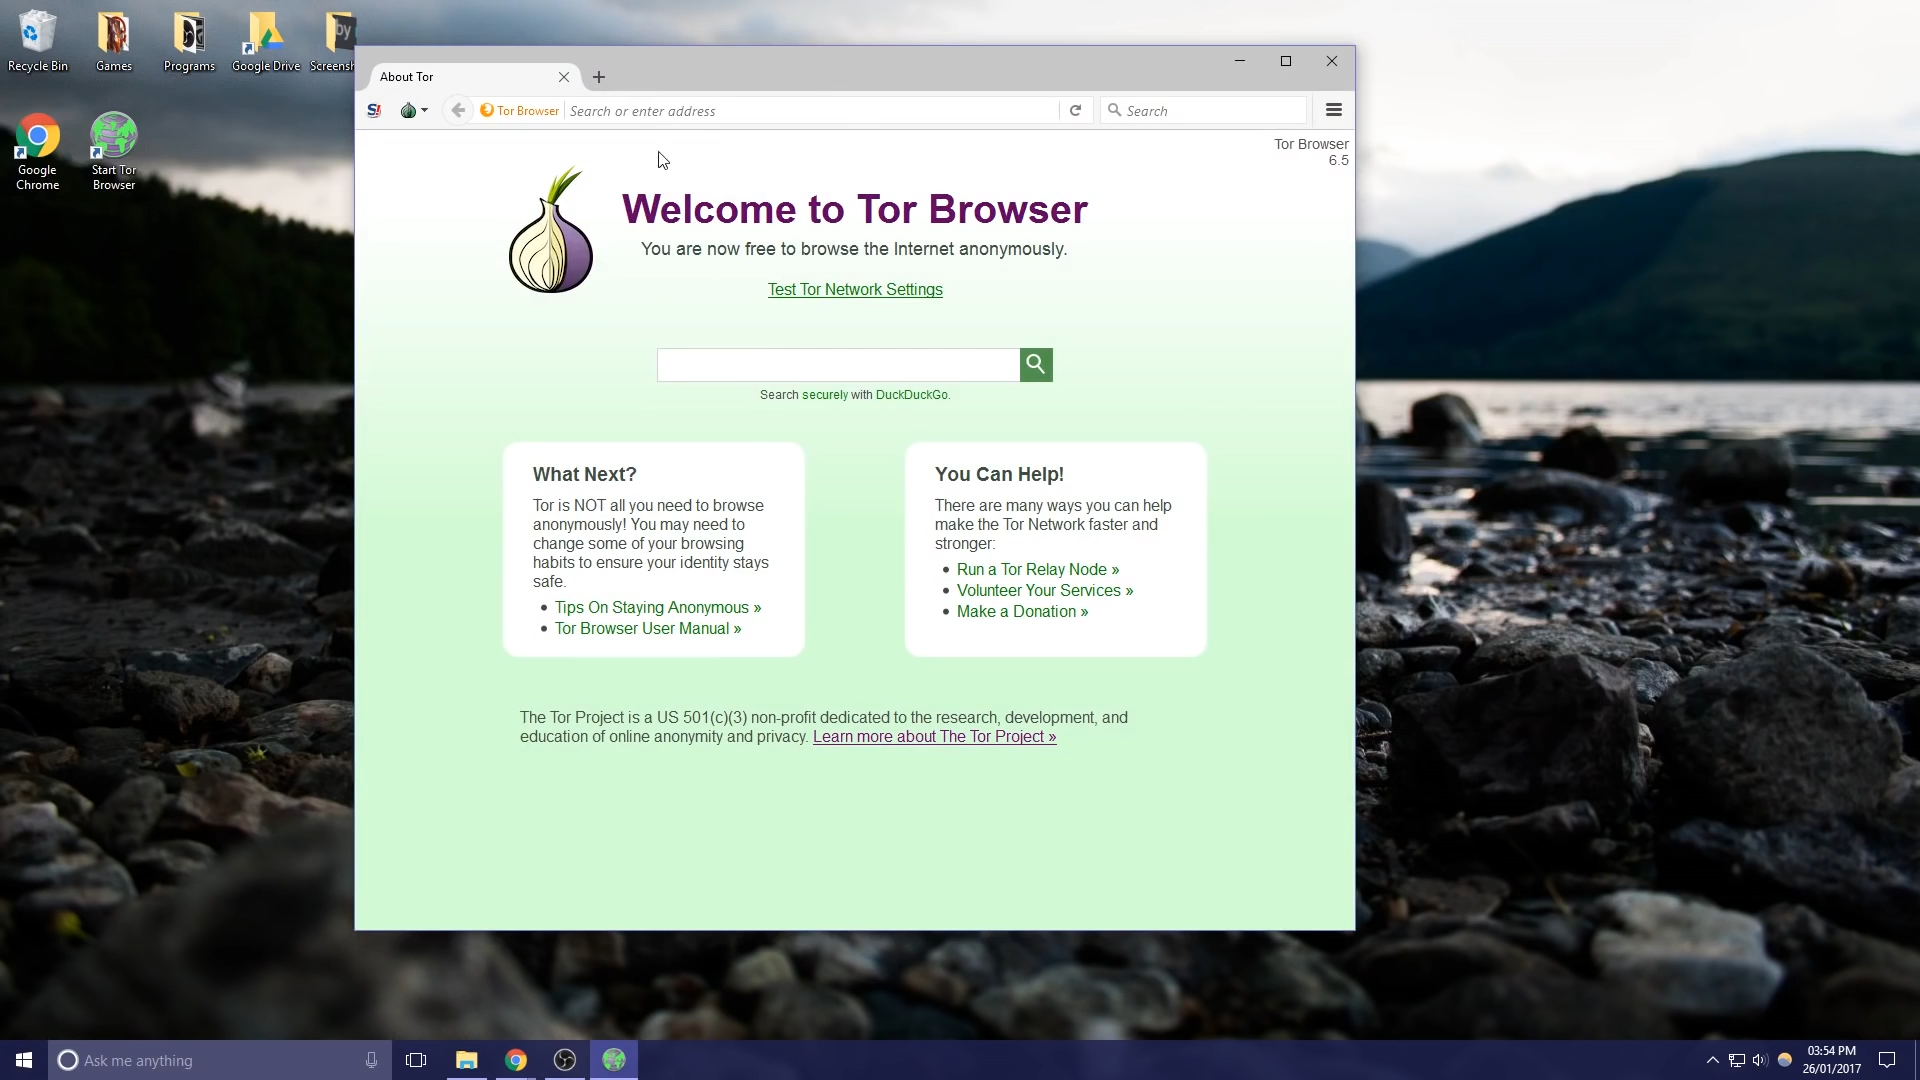 Recycle Bin
Games
Programs
Google Drive
by
Google
Chrome
Start Tor
Browser
About Tor
S!
Tor Browser
Search or enter address
Search
Tor Browser
6.5
Welcome to Tor Browser
You are now free to browse the Internet anonymously.
Test Tor Network Settings
Search securely with DuckDuckGo.
What Next?
Tor is NOT all you need to browse
anonymously! You may need to
change some of your browsing
habits to ensure your identity stays
safe.
Tips On Staying Anonymous »
Tor Browser User Manual »
You Can Help!
There are many ways you can help
make the Tor Network faster and
stronger:
Run a Tor Relay Node »
Volunteer Your Services »
Make a Donation »
The Tor Project is a US 501(c)(3) non-profit dedicated to the research, development, and
education of online anonymity and privacy. Learn more about The Tor Project »
Ask me anything
03:54 PM
26/01/2017